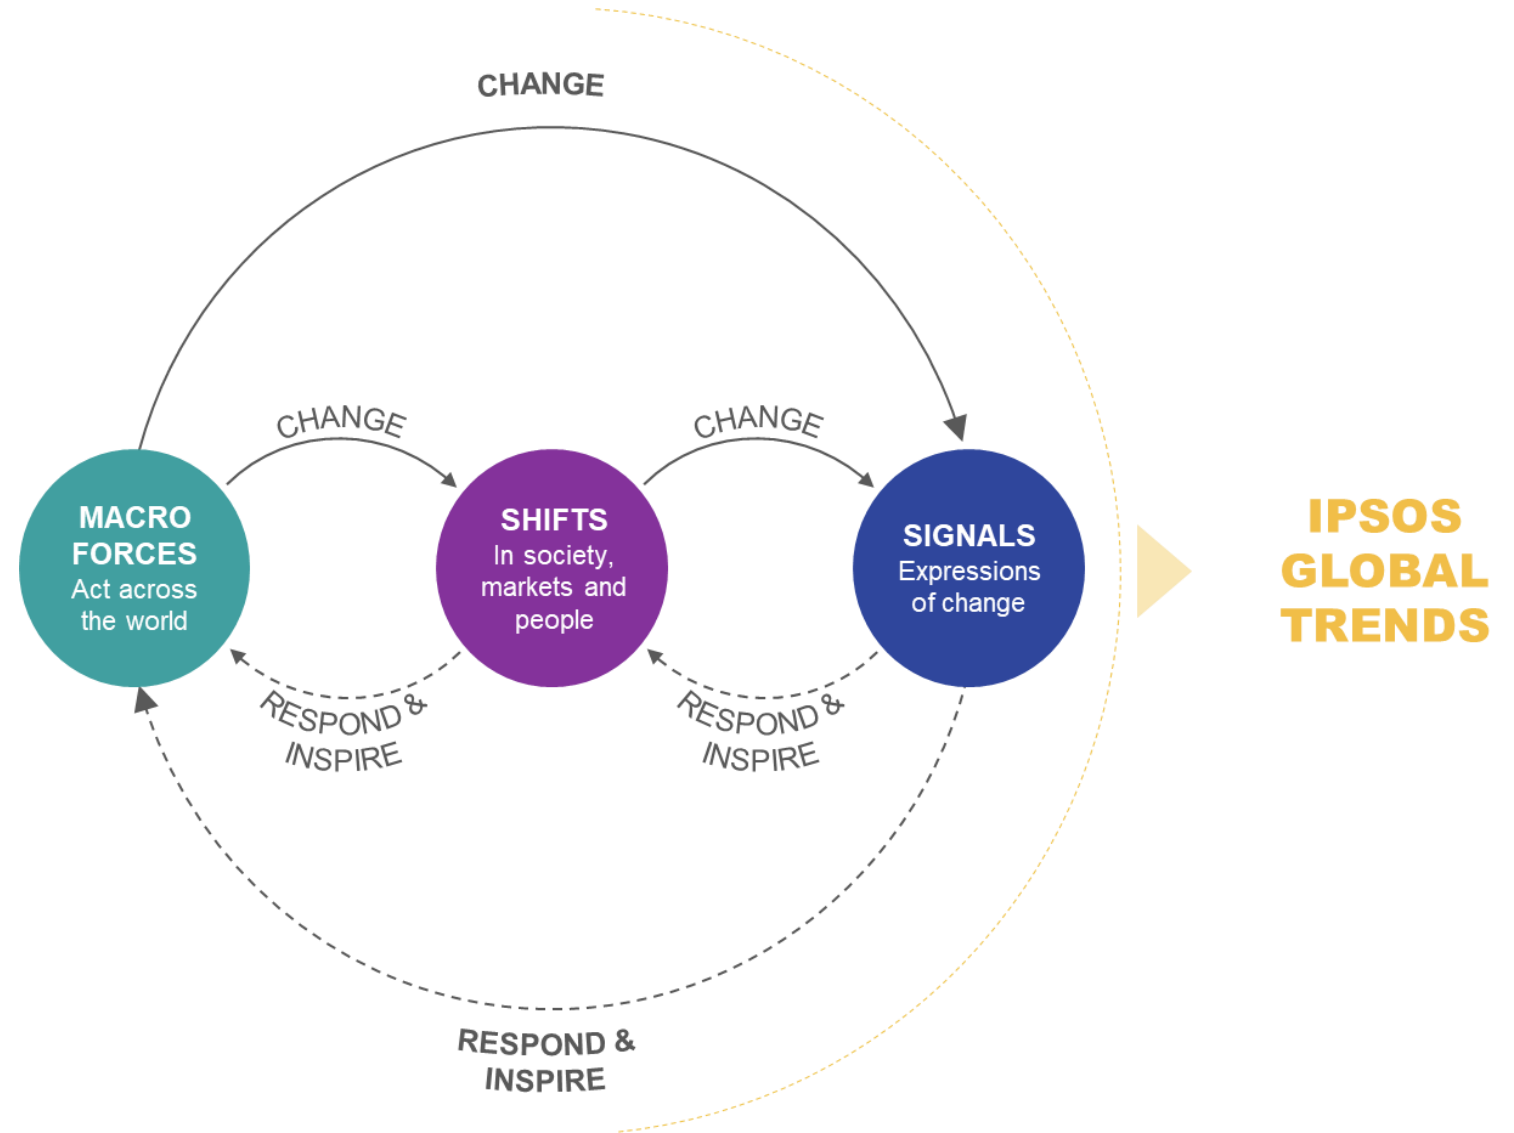 CHANGE
CHANGE
CHANGE
MACRO
FORCES
Act across
the world
SHIFTS
In society,
markets and
people
SIGNALS
Expressions
of change
IPSOS
GLOBAL
TRENDS
RESPOND &
INSPIRE
RESPOND &
INSPIRE
RESPOND &
INSPIRE